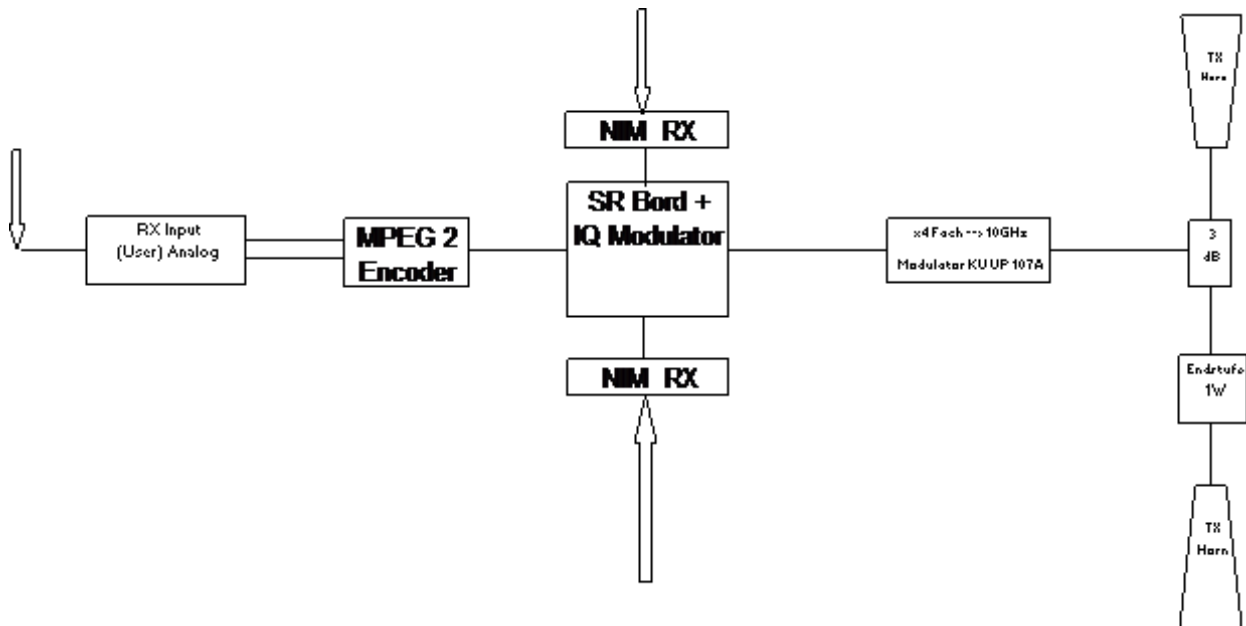 TX
Horn
NIM RX
SR Bord +
IQ Modulator
RX Input
(User) Analog
MPEG 2
Encoder
x4 Fach --> 10GHz
Modulator KU UP 107A
3
dB
NIM RX
Endstufe
1W
TX
Horn